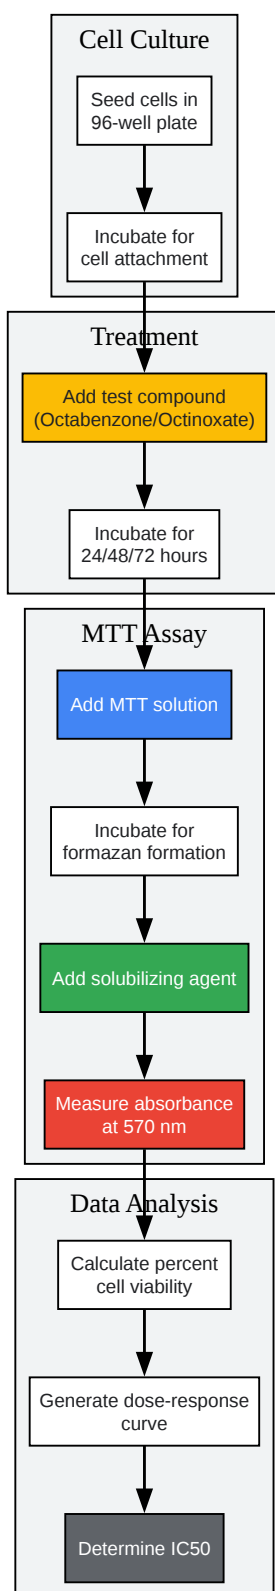 Cell Culture
Seed cells in
96-well plate
Incubate for
cell attachment
Treatment
Add test compound
(Octabenzone/Octinoxate)
Incubate for
24/48/72 hours
MTT Assay
Add MTT solution
Incubate for
formazan formation
Add solubilizing agent
Measure absorbance
at 570 nm
Data Analysis
Calculate percent
cell viability
Generate dose-response
curve
Determine IC50